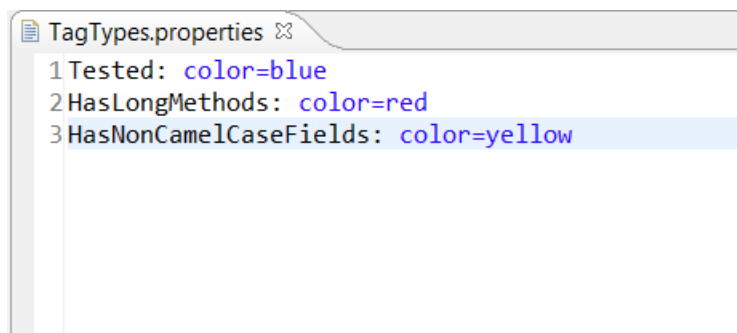 TagTypes.properties
1 Tested: color=blue
2 HasLongMethods: color=red
3 HasNonCamelCaseFields: color=yellow